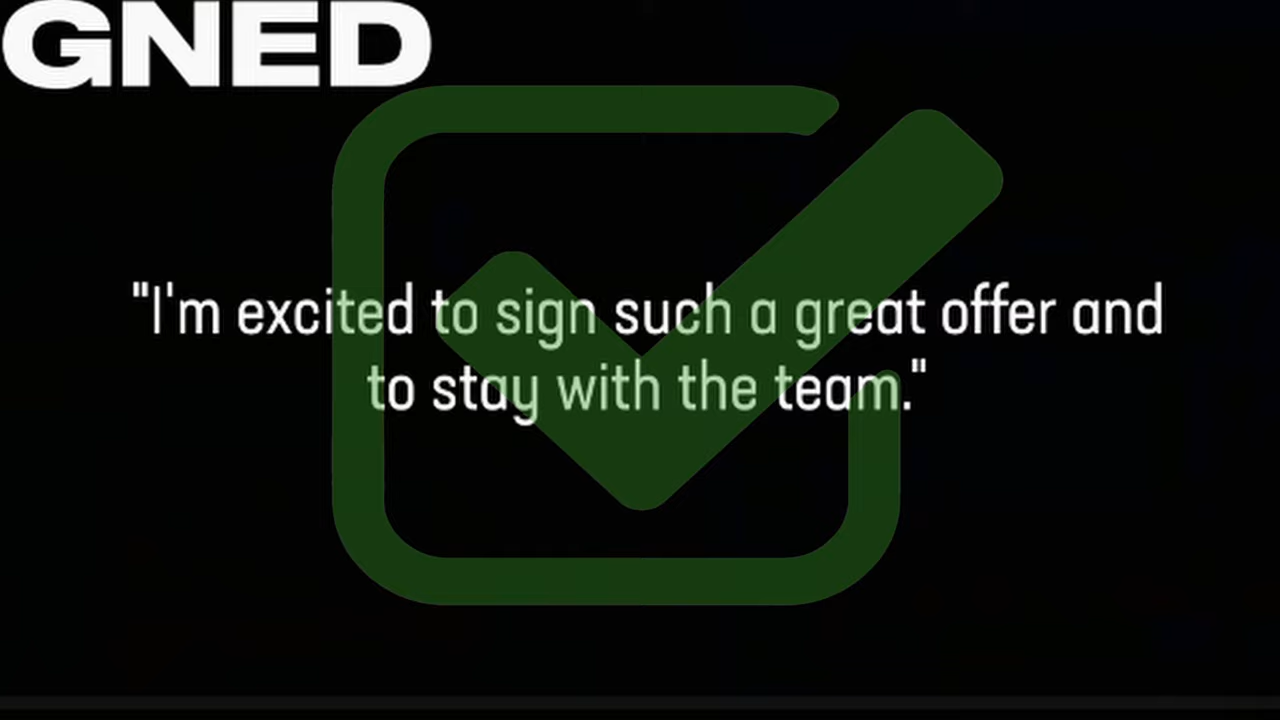 GNED
"I'm excited to sign such a great offer and
to stay with the team."